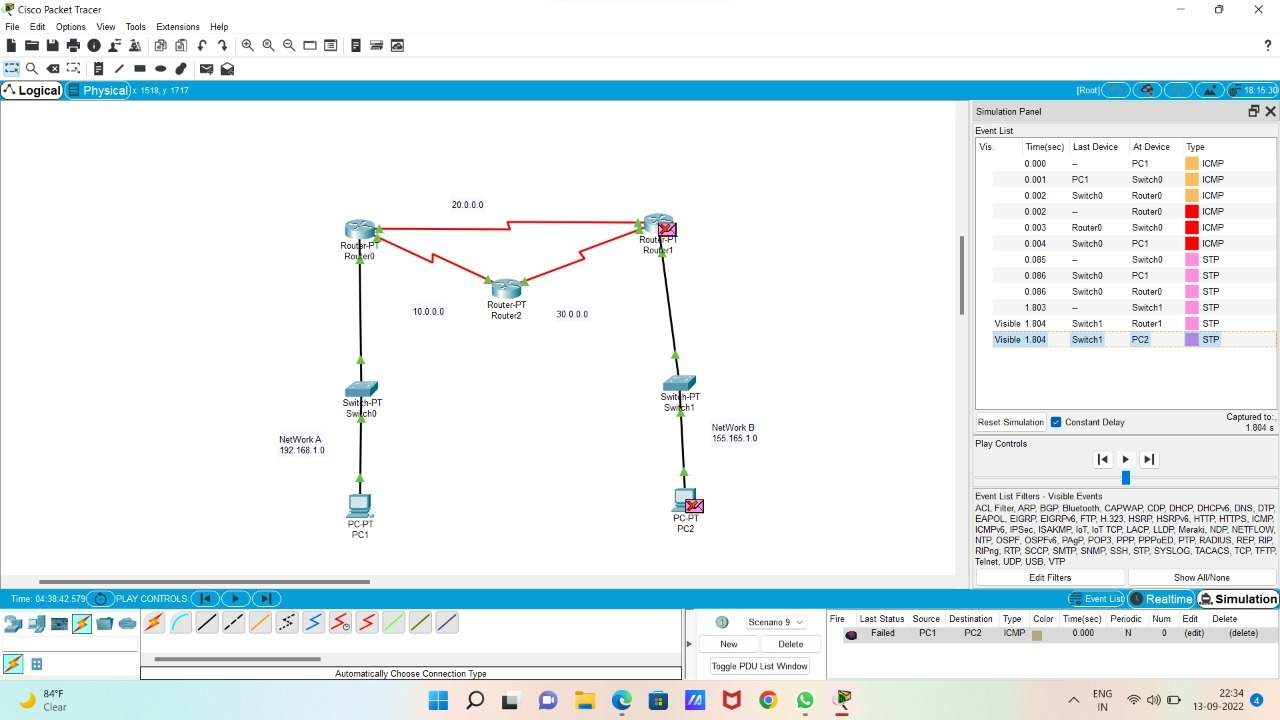 Cisco Packet Tracer
File Edit Options View Tools Extensions Help
?
Logical Physical x: 1518, y: 1717 [Root] 18:15:30
20.0.0.0
Router-PT
Router0
Router-PT
Router1
Router-PT
Router2
10.0.0.0
30.0.0.0
Switch-PT
Switch0
Switch-PT
Switch1
NetWork A
192.168.1.0
NetWork B
155.165.1.0
PC-PT
PC1
PC-PT
PC2
Simulation Panel
Event List
Vis. Time(sec) Last Device At Device Type
0.000 -- PC1 ICMP
0.001 PC1 Switch0 ICMP
0.002 Switch0 Router0 ICMP
0.002 -- Router0 ICMP
0.003 Router0 Switch0 ICMP
0.004 Switch0 PC1 ICMP
0.085 -- Switch0 STP
0.086 Switch0 PC1 STP
0.086 Switch0 Router0 STP
1.803 -- Switch1 STP
Visible 1.804 Switch1 Router1 STP
Visible 1.804 Switch1 PC2 STP
Reset Simulation Constant Delay Captured to:
1.804 s
Play Controls
Event List Filters - Visible Events
ACL Filter, ARP, BGP, Bluetooth, CAPWAP, CDP, DHCP, DHCPv6, DNS, DTP,
EAPOL, EIGRP, EIGRPv6, FTP, H.323, HSRP, HSRPv6, HTTP, HTTPS, ICMP,
ICMPv6, IPSec, ISAKMP, IoT, IoT TCP, LACP, LLDP, Meraki, NDP, NETFLOW,
NTP, OSPF, OSPFv6, PAgP, POP3, PPP, PPPoED, PTP, RADIUS, REP, RIP,
RIPng, RTP, SCCP, SMTP, SNMP, SSH, STP, SYSLOG, TACACS, TCP, TFTP,
Telnet, UDP, USB, VTP
Edit Filters Show All/None
Time: 04:38:42.579 PLAY CONTROLS: Event List Realtime Simulation
Automatically Choose Connection Type
Scenario 9
New Delete
Toggle PDU List Window
Fire Last Status Source Destination Type Color Time(sec) Periodic Num Edit Delete
Failed PC1 PC2 ICMP 0.000 N 0 (edit) (delete)
84°F
Clear
ENG
IN
22:34
13-09-2022
4